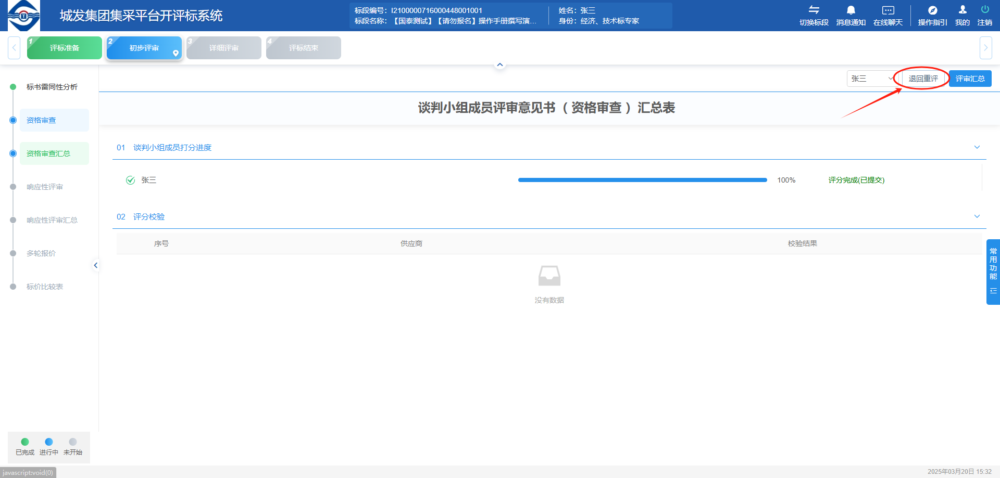 城发集团集采平台开评标系统
标段编号：I2100000716000448001001
标段名称：【国泰测试】【请勿报名】操作手册撰写演...
姓名：张三
身份：经济、技术标专家
切换标段
消息通知
在线聊天
操作指引
我的
注销
1 评标准备
2 初步评审
3 详细评审
4 评标结束
标书雷同性分析
资格审查
资格审查汇总
响应性评审
响应性评审汇总
多轮报价
标价比较表
张三
退回重评
评审汇总
谈判小组成员评审意见书（资格审查）汇总表
01 谈判小组成员打分进度
张三 100% 评分完成(已提交)
02 评分校验
序号 供应商 校验结果
没有数据
常用功能
已完成 进行中 未开始
javascript:void(0)
2025年03月20日 15:32